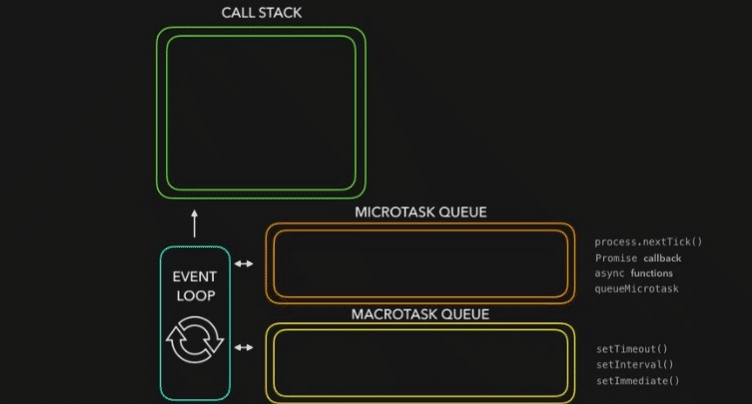 CALL STACK
MICROTASK QUEUE
process.nextTick()
Promise callback
async functions
queueMicrotask
EVENT
LOOP
MACROTASK QUEUE
setTimeout()
setInterval()
setImmediate()